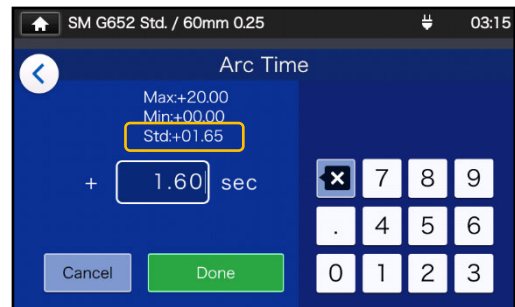 SM G652 Std. / 60mm 0.25 03:15
Arc Time
Max:+20.00
Min:+00.00
Std:+01.65
+ 1.60 sec
7 8 9
. 4 5 6
Cancel Done 0 1 2 3